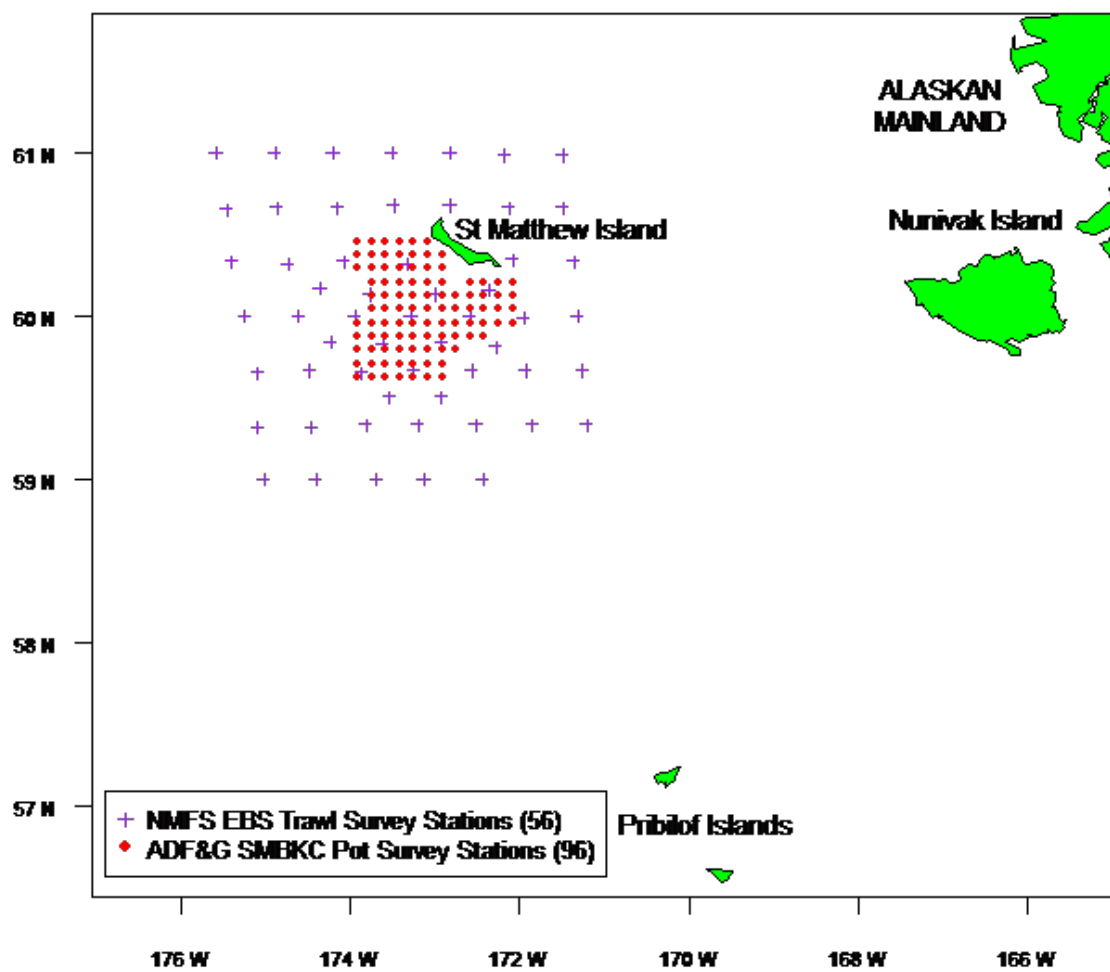 ALASKAN
MAINLAND
61 N
St Matthew Island
Nunivak Island
60 N
59 N
58 N
57 N
NMFS EBS Trawl Survey Stations (56)
ADF&G SMBKC Pot Survey Stations (96)
Pribilof Islands
176 W
174 W
172 W
170 W
168 W
166 W